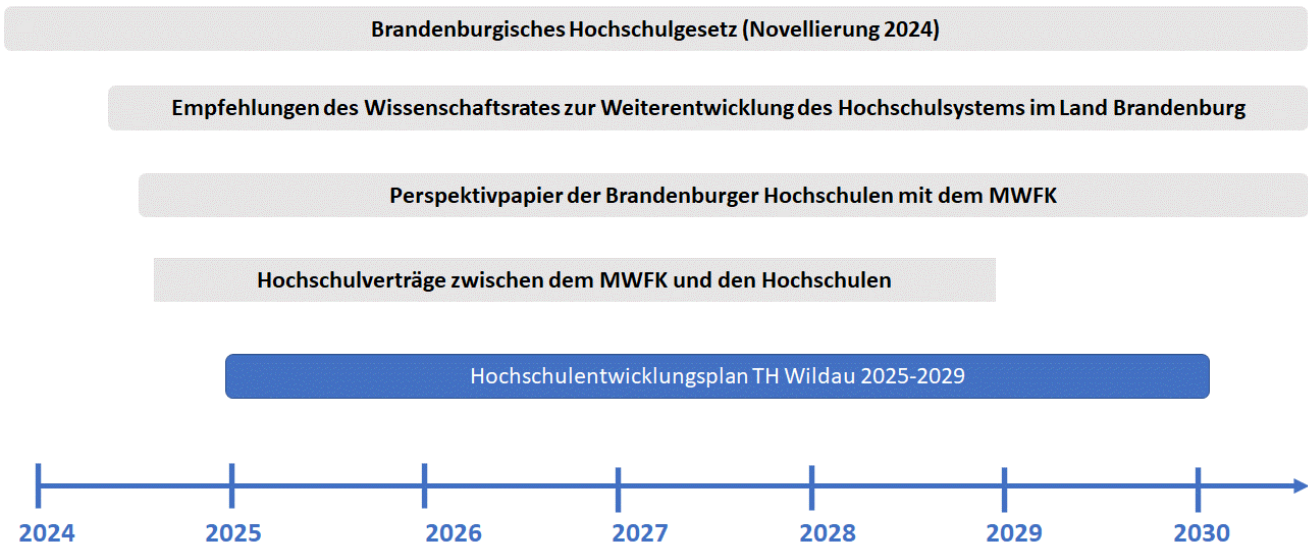 Brandenburgisches Hochschulgesetz (Novellierung 2024)
Empfehlungen des Wissenschaftsrates zur Weiterentwicklung des Hochschulsystems im Land Brandenburg
Perspektivpapier der Brandenburger Hochschulen mit dem MWFK
Hochschulverträge zwischen dem MWFK und den Hochschulen
Hochschulentwicklungsplan TH Wildau 2025-2029
2024 2025 2026 2027 2028 2029 2030